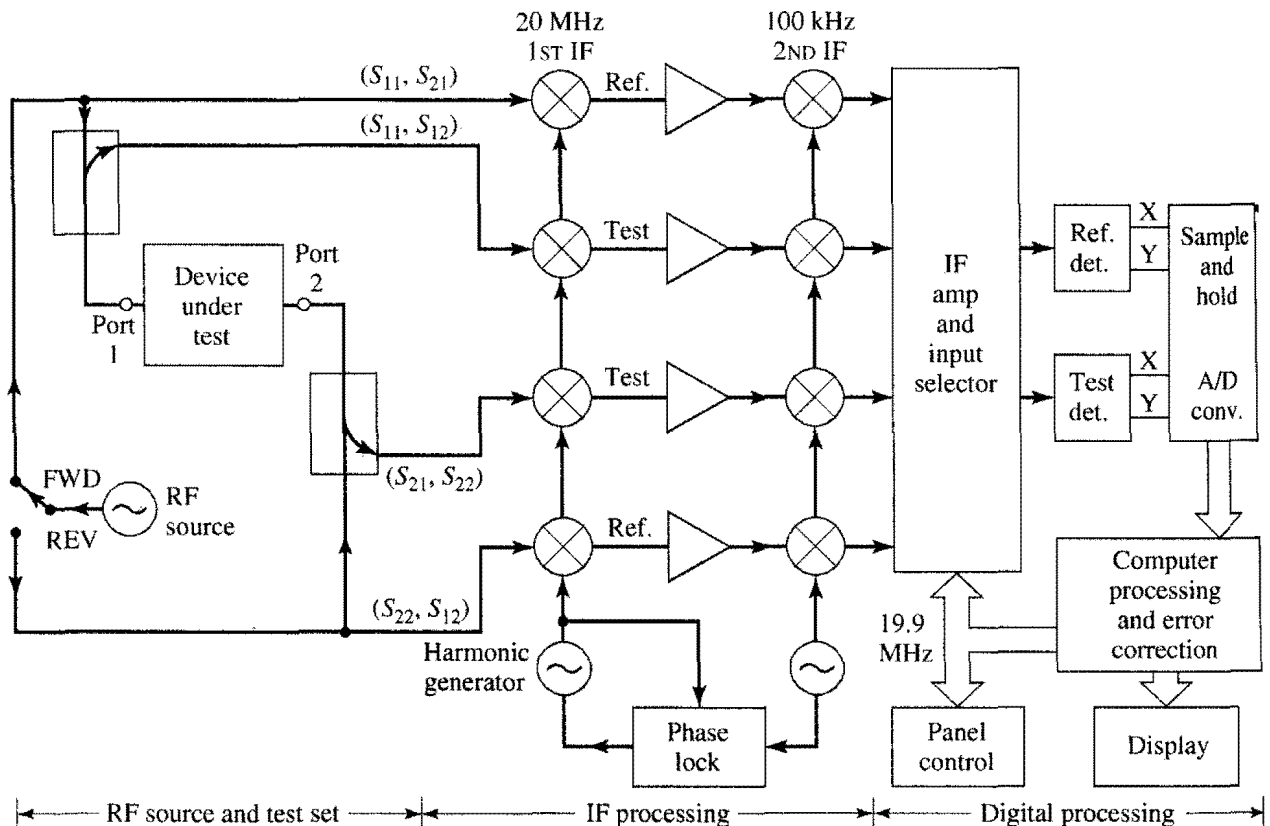 20 MHz
1ST IF
100 kHz
2ND IF
(S11, S21)
Ref.
(S11, S12)
Test
Port
2
Device
under
test
Port
1
IF
amp
and
input
selector
Ref.
det.
X
Y
Sample
and
hold
Test
Test
det.
X
Y
A/D
conv.
(S21, S22)
FWD
REV
RF
source
Ref.
(S22, S12)
Harmonic
generator
Phase
lock
19.9
MHz
Computer
processing
and error
correction
Panel
control
Display
RF source and test set
IF processing
Digital processing